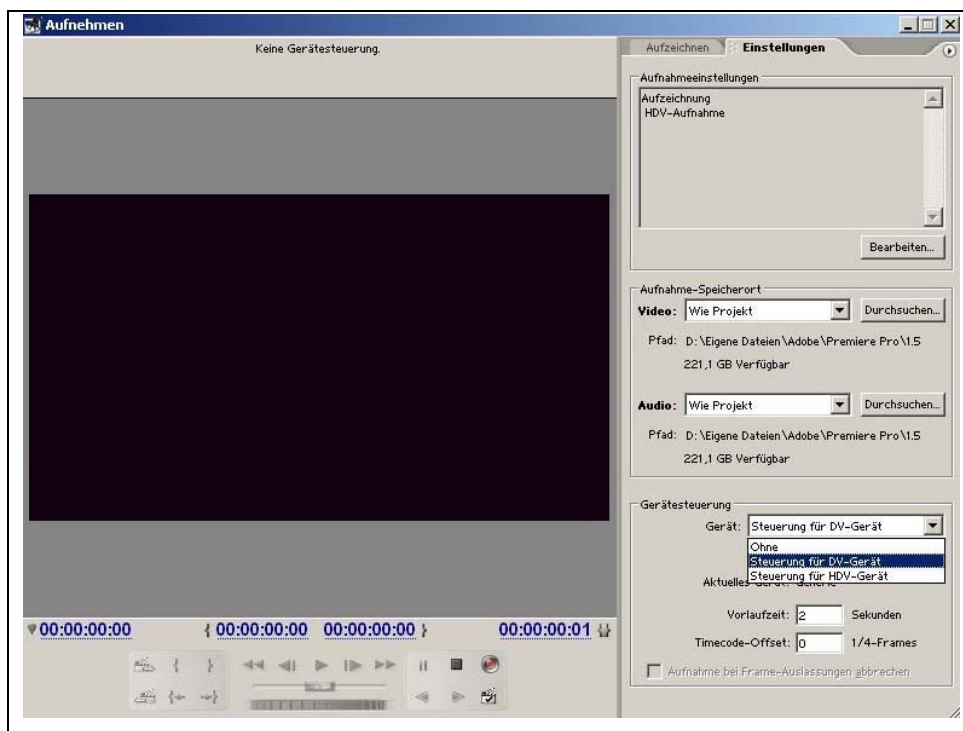 Aufnehmen
Keine Gerätesteuerung.
Aufzeichnen Einstellungen
Aufnahmeeinstellungen
Aufzeichnung
HDV-Aufnahme
Bearbeiten...
Aufnahme-Speicherort
Video: Wie Projekt Durchsuchen...
Pfad: D:\Eigene Dateien\Adobe\Premiere Pro\1.5
221,1 GB Verfügbar
Audio: Wie Projekt Durchsuchen...
Pfad: D:\Eigene Dateien\Adobe\Premiere Pro\1.5
221,1 GB Verfügbar
Gerätesteuerung
Gerät: Steuerung für DV-Gerät
Ohne
Steuerung für DV-Gerät
Steuerung für HDV-Gerät
Aktuelles Gerät: Generic
Vorlaufzeit: 2 Sekunden
Timecode-Offset: 0 1/4-Frames
Aufnahme bei Frame-Auslassungen abbrechen
00:00:00:00 { 00:00:00:00 00:00:00:00 } 00:00:00:01